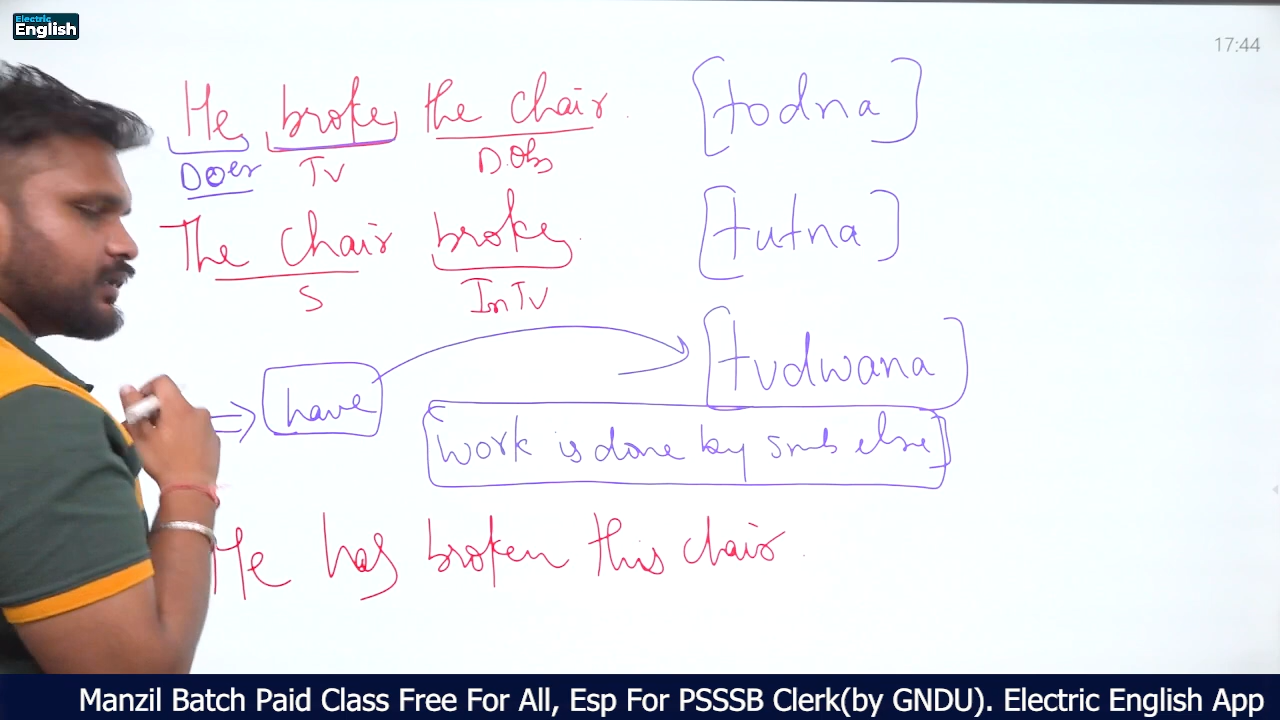 Electric
English
17:44
He broke the chair. [todna]
Doer Tv D.Obj
The chair broke. [tutna]
S InTv
⇒ have [tudwana]
[work is done by smb else]
He has broken this chair.
Manzil Batch Paid Class Free For All, Esp For PSSSB Clerk(by GNDU). Electric English App